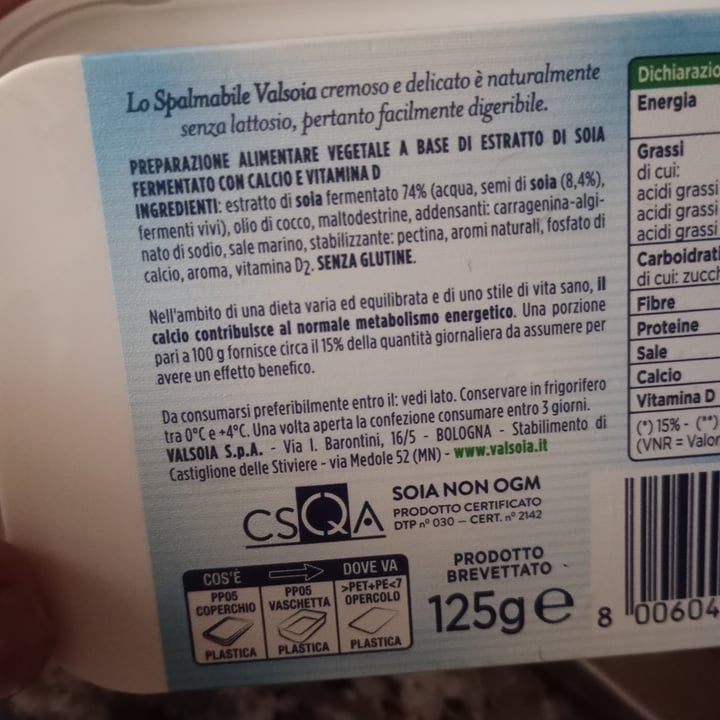 Lo Spalmabile Valsoia cremoso e delicato è naturalmente
senza lattosio, pertanto facilmente digeribile.
PREPARAZIONE ALIMENTARE VEGETALE A BASE DI ESTRATTO DI SOIA
FERMENTATO CON CALCIO E VITAMINA D
INGREDIENTI: estratto di soia fermentato 74% (acqua, semi di soia (8,4%),
fermenti vivi), olio di cocco, maltodestrine, addensanti: carragenina-algi-
nato di sodio, sale marino, stabilizzante: pectina, aromi naturali, fosfato di
calcio, aroma, vitamina D2. SENZA GLUTINE.
Nell'ambito di una dieta varia ed equilibrata e di uno stile di vita sano, il
calcio contribuisce al normale metabolismo energetico. Una porzione
pari a 100 g fornisce circa il 15% della quantità giornaliera da assumere per
avere un effetto benefico.
Da consumarsi preferibilmente entro il: vedi lato. Conservare in frigorifero
tra 0°C e +4°C. Una volta aperta la confezione consumare entro 3 giorni.
VALSOIA S.p.A. - Via I. Barontini, 16/5 - BOLOGNA - Stabilimento di
Castiglione delle Stiviere - via Medole 52 (MN) - www.valsoia.it
CSQA
SOIA NON OGM
PRODOTTO CERTIFICATO
DTP n° 030 – CERT. n° 2142
COS'È DOVE VA
PP05
COPERCHIO
PLASTICA
PP05
VASCHETTA
PLASTICA
>PET+PE<7
OPERCOLO
PLASTICA
PRODOTTO
BREVETTATO
125g e
8 00604
Dichiarazio
Energia
Grassi
di cui:
acidi grassi
acidi grassi
acidi grassi
Carboidrati
di cui: zucch
Fibre
Proteine
Sale
Calcio
Vitamina D
(*) 15% - (**)
(VNR = Valor